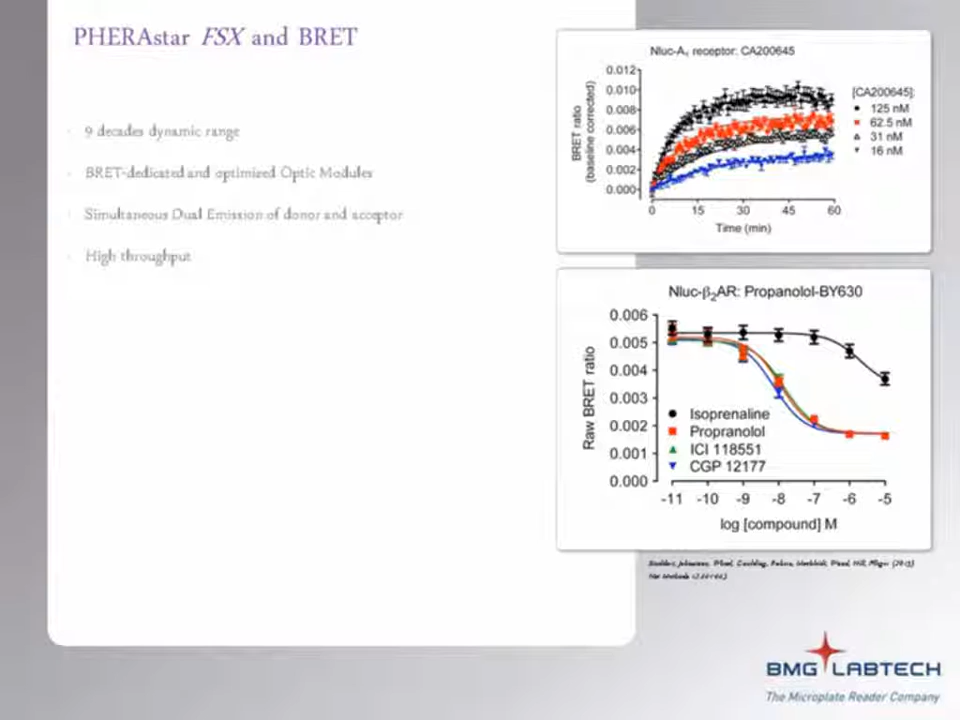 PHERAstar FSX and BRET
· 9 decades dynamic range
· BRET-dedicated and optimised Optic Modules
· Simultaneous Dual Emission of donor and acceptor
· High throughput
Nluc-A₁ receptor: CA200645
BRET ratio
(baseline corrected)
0.012
0.010
0.008
0.006
0.004
0.002
0.000
0 15 30 45 60
Time (min)
[CA200645]:
125 nM
62.5 nM
31 nM
16 nM
Nluc-β₂AR: Propanolol-BY630
Raw BRET ratio
0.006
0.005
0.004
0.003
0.002
0.001
0.000
Isoprenaline
Propranolol
ICI 118551
CGP 12177
-11 -10 -9 -8 -7 -6 -5
log [compound] M
BMG LABTECH
The Microplate Reader Company